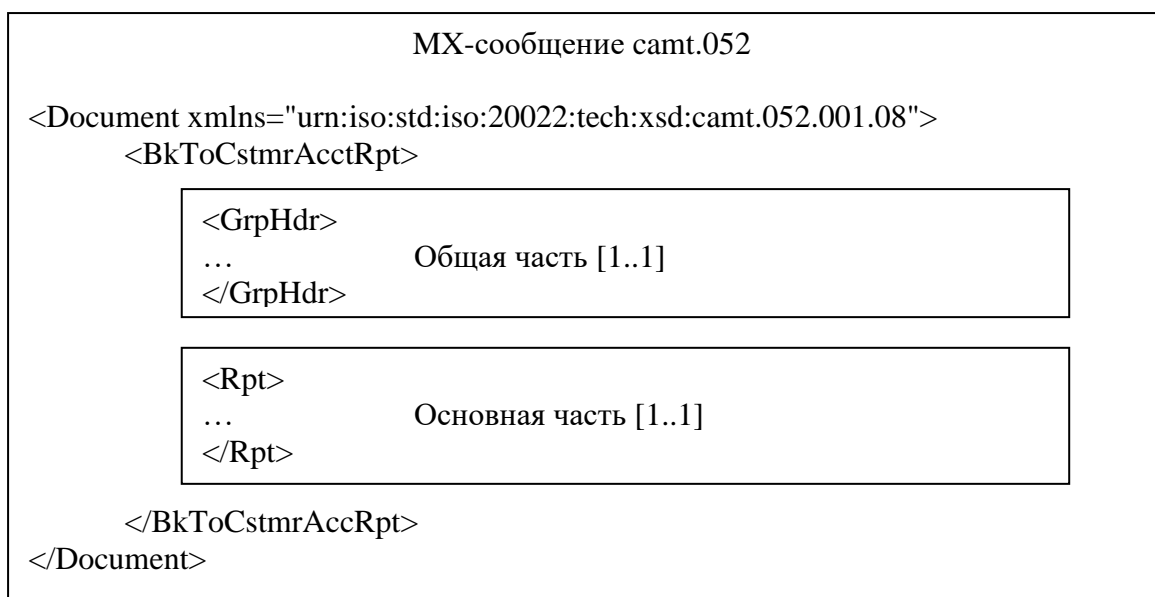 МХ-сообщение camt.052
<Document xmlns="urn:iso:std:iso:20022:tech:xsd:camt.052.001.08">
<BkToCstmrAcctRpt>
<GrpHdr>
… Общая часть [1..1]
</GrpHdr>
<Rpt>
… Основная часть [1..1]
</Rpt>
</BkToCstmrAccRpt>
</Document>